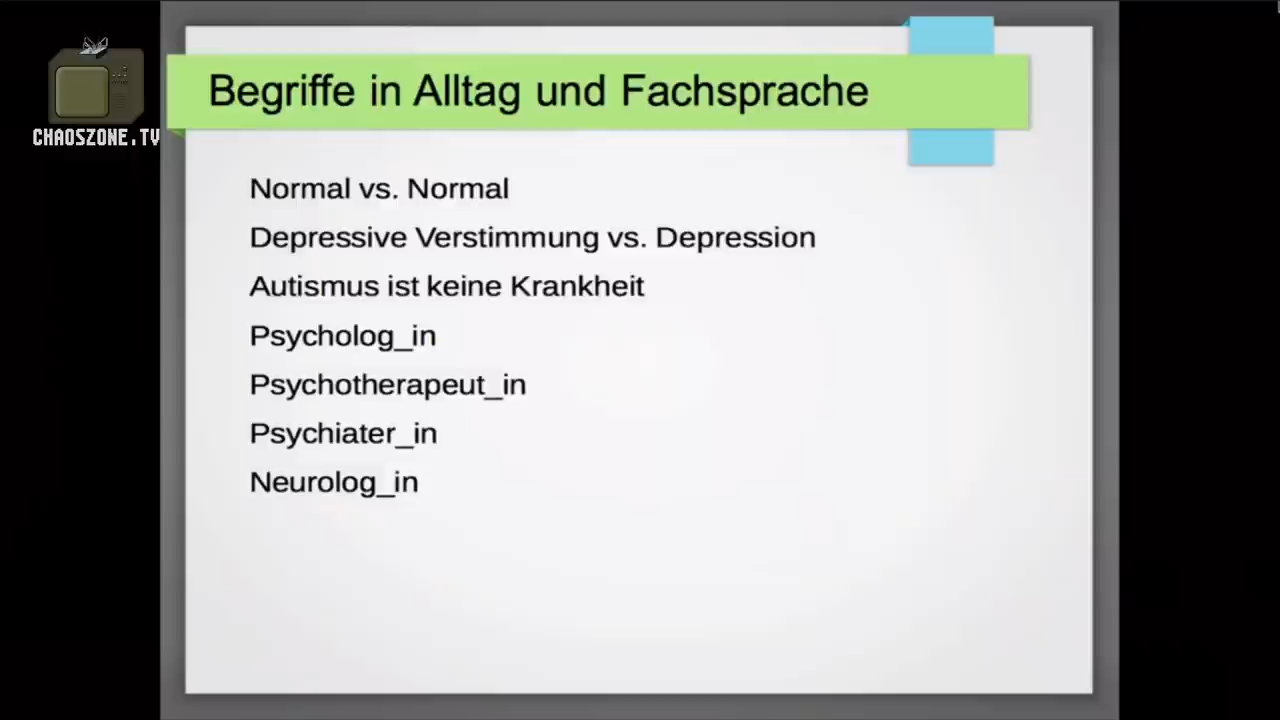 CHAOSZONE.TV
Begriffe in Alltag und Fachsprache
Normal vs. Normal
Depressive Verstimmung vs. Depression
Autismus ist keine Krankheit
Psycholog_in
Psychotherapeut_in
Psychiater_in
Neurolog_in